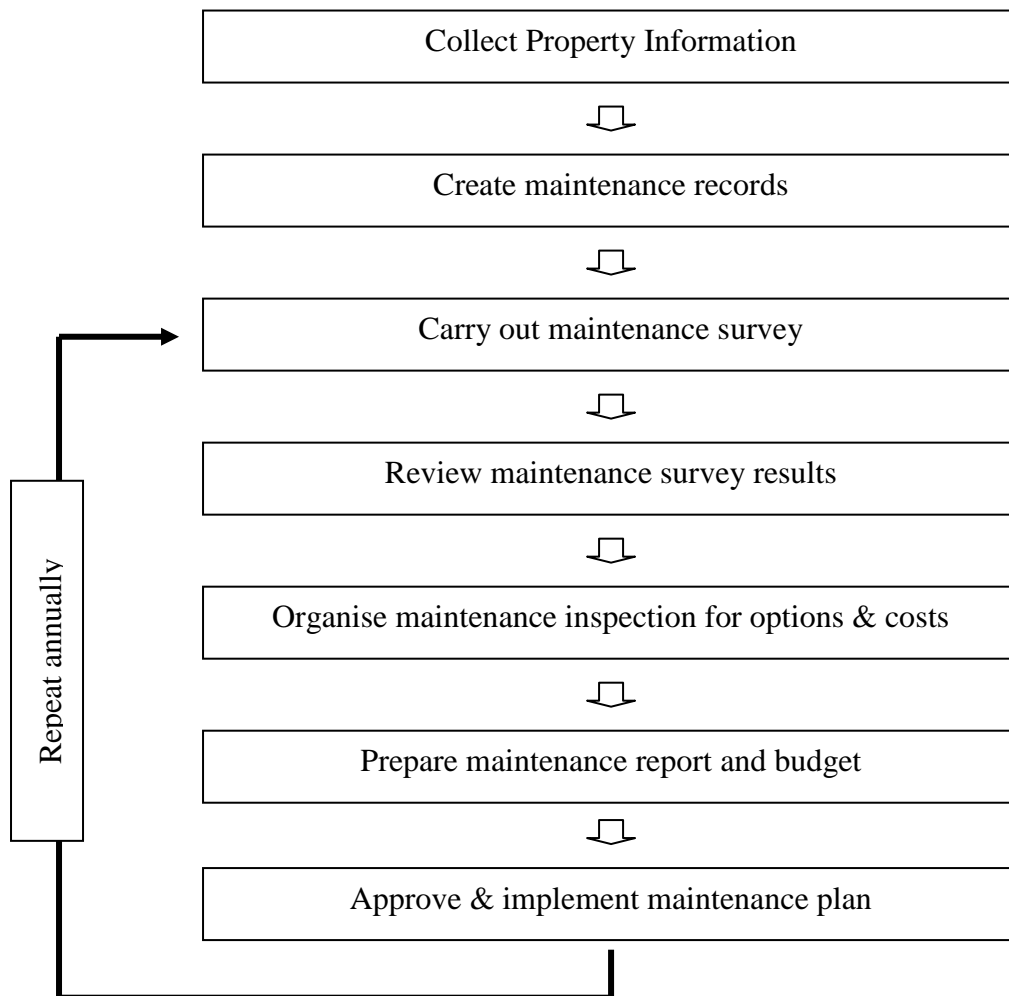 Collect Property Information
Create maintenance records
Carry out maintenance survey
Review maintenance survey results
Organise maintenance inspection for options & costs
Prepare maintenance report and budget
Approve & implement maintenance plan
Repeat annually